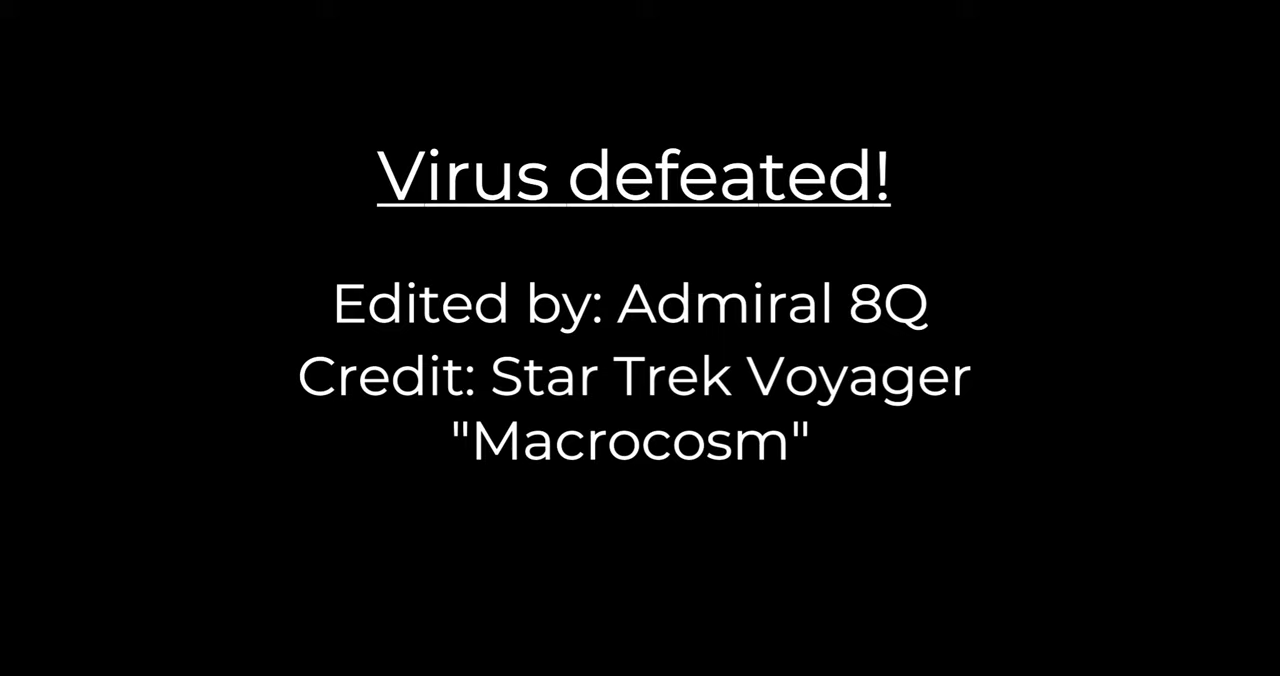 Virus defeated!
Edited by: Admiral 8Q
Credit: Star Trek Voyager
"Macrocosm"